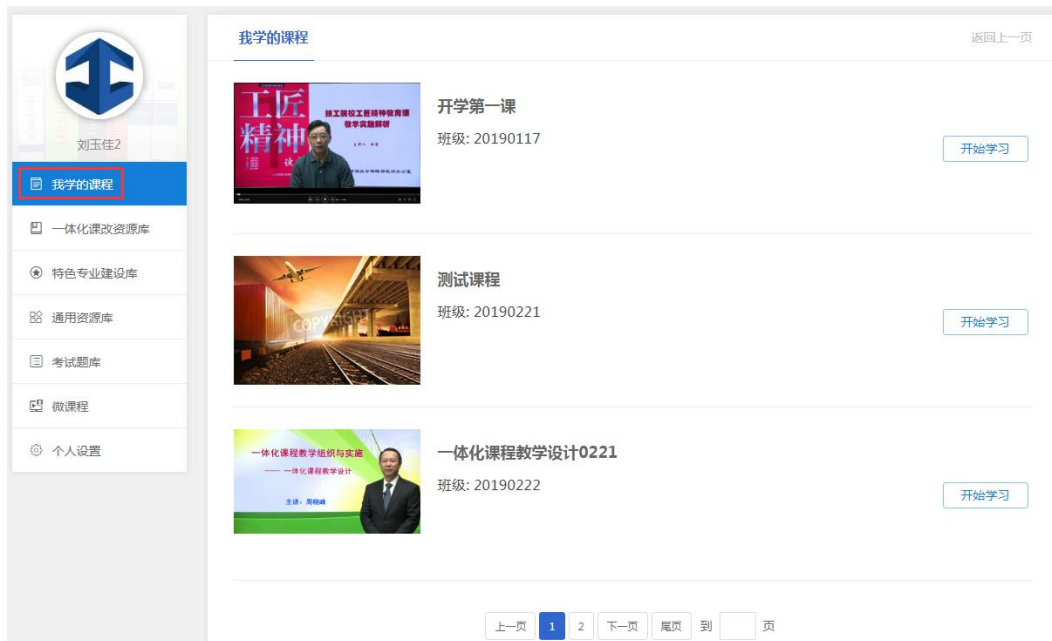 刘玉佳2
我学的课程
一体化课改资源库
特色专业建设库
通用资源库
考试题库
微课程
个人设置
我学的课程
返回上一页
工匠
精神
技工院校工匠精神教育课
教学实施解析
开学第一课
班级: 20190117
开始学习
COPYRIGHT
测试课程
班级: 20190221
开始学习
一体化课程教学组织与实施
—— 一体化课程教学设计
主讲：周晓峰
一体化课程教学设计0221
班级: 20190222
开始学习
上一页 1 2 下一页 尾页 到 页